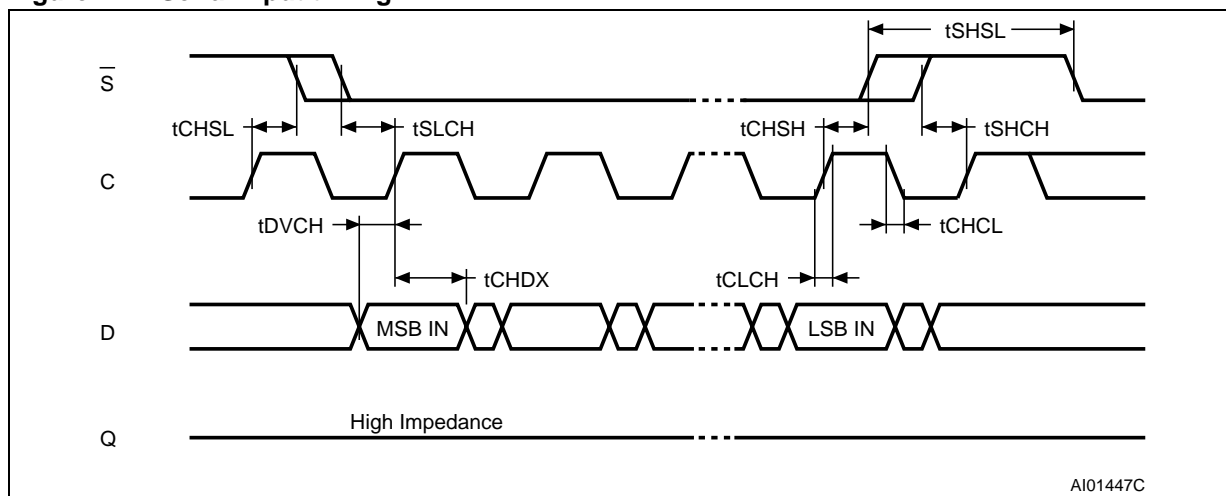 tSHSL
S
tCHSL
tSLCH
tCHSH
tSHCH
C
tDVCH
tCHCL
tCHDX
tCLCH
D
MSB IN
LSB IN
High Impedance
Q
AI01447C